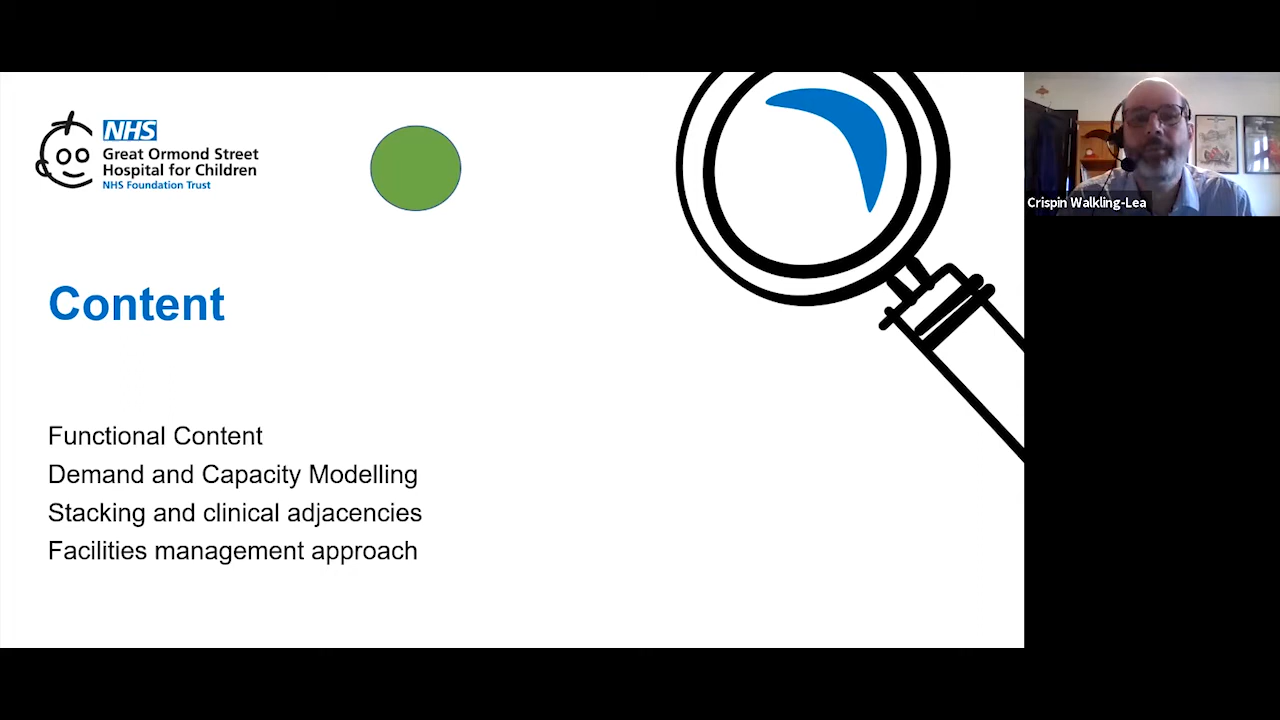 NHS
Great Ormond Street
Hospital for Children
NHS Foundation Trust
Crispin Walkling-Lea
Content
Functional Content
Demand and Capacity Modelling
Stacking and clinical adjacencies
Facilities management approach